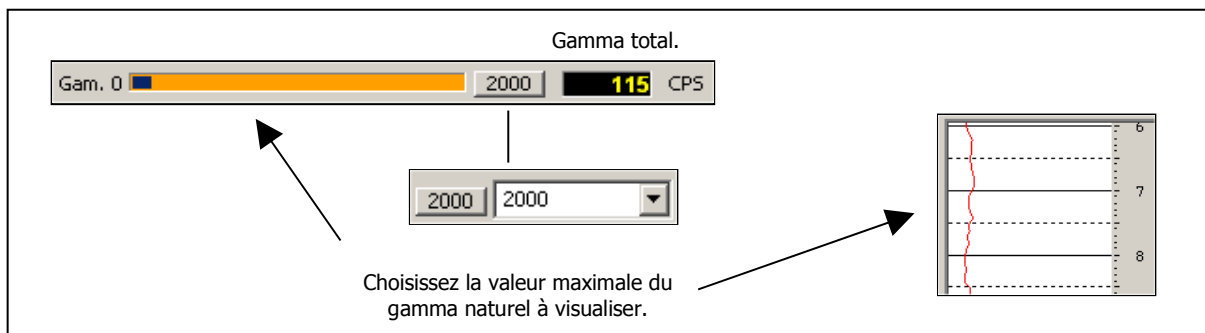 Gamma total.
Gam. 0 2000 115 CPS
2000 2000
6
7
8
Choisissez la valeur maximale du
gamma naturel à visualiser.